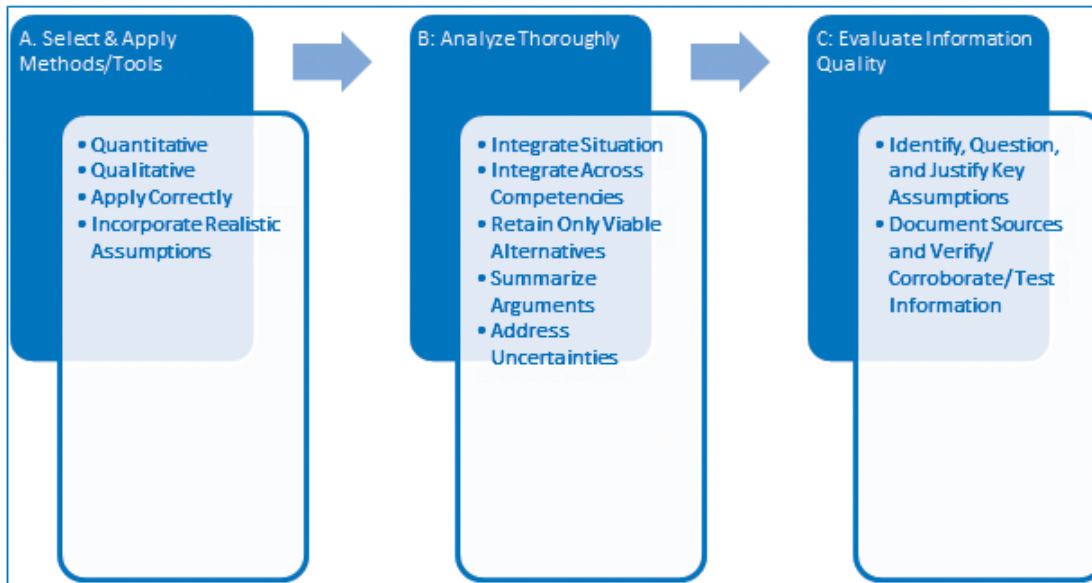 A. Select & Apply
Methods/Tools
• Quantitative
• Qualitative
• Apply Correctly
• Incorporate Realistic
Assumptions
B: Analyze Thoroughly
• Integrate Situation
• Integrate Across
Competencies
• Retain Only Viable
Alternatives
• Summarize
Arguments
• Address
Uncertainties
C: Evaluate Information
Quality
• Identify, Question,
and Justify Key
Assumptions
• Document Sources
and Verify/
Corroborate/Test
Information